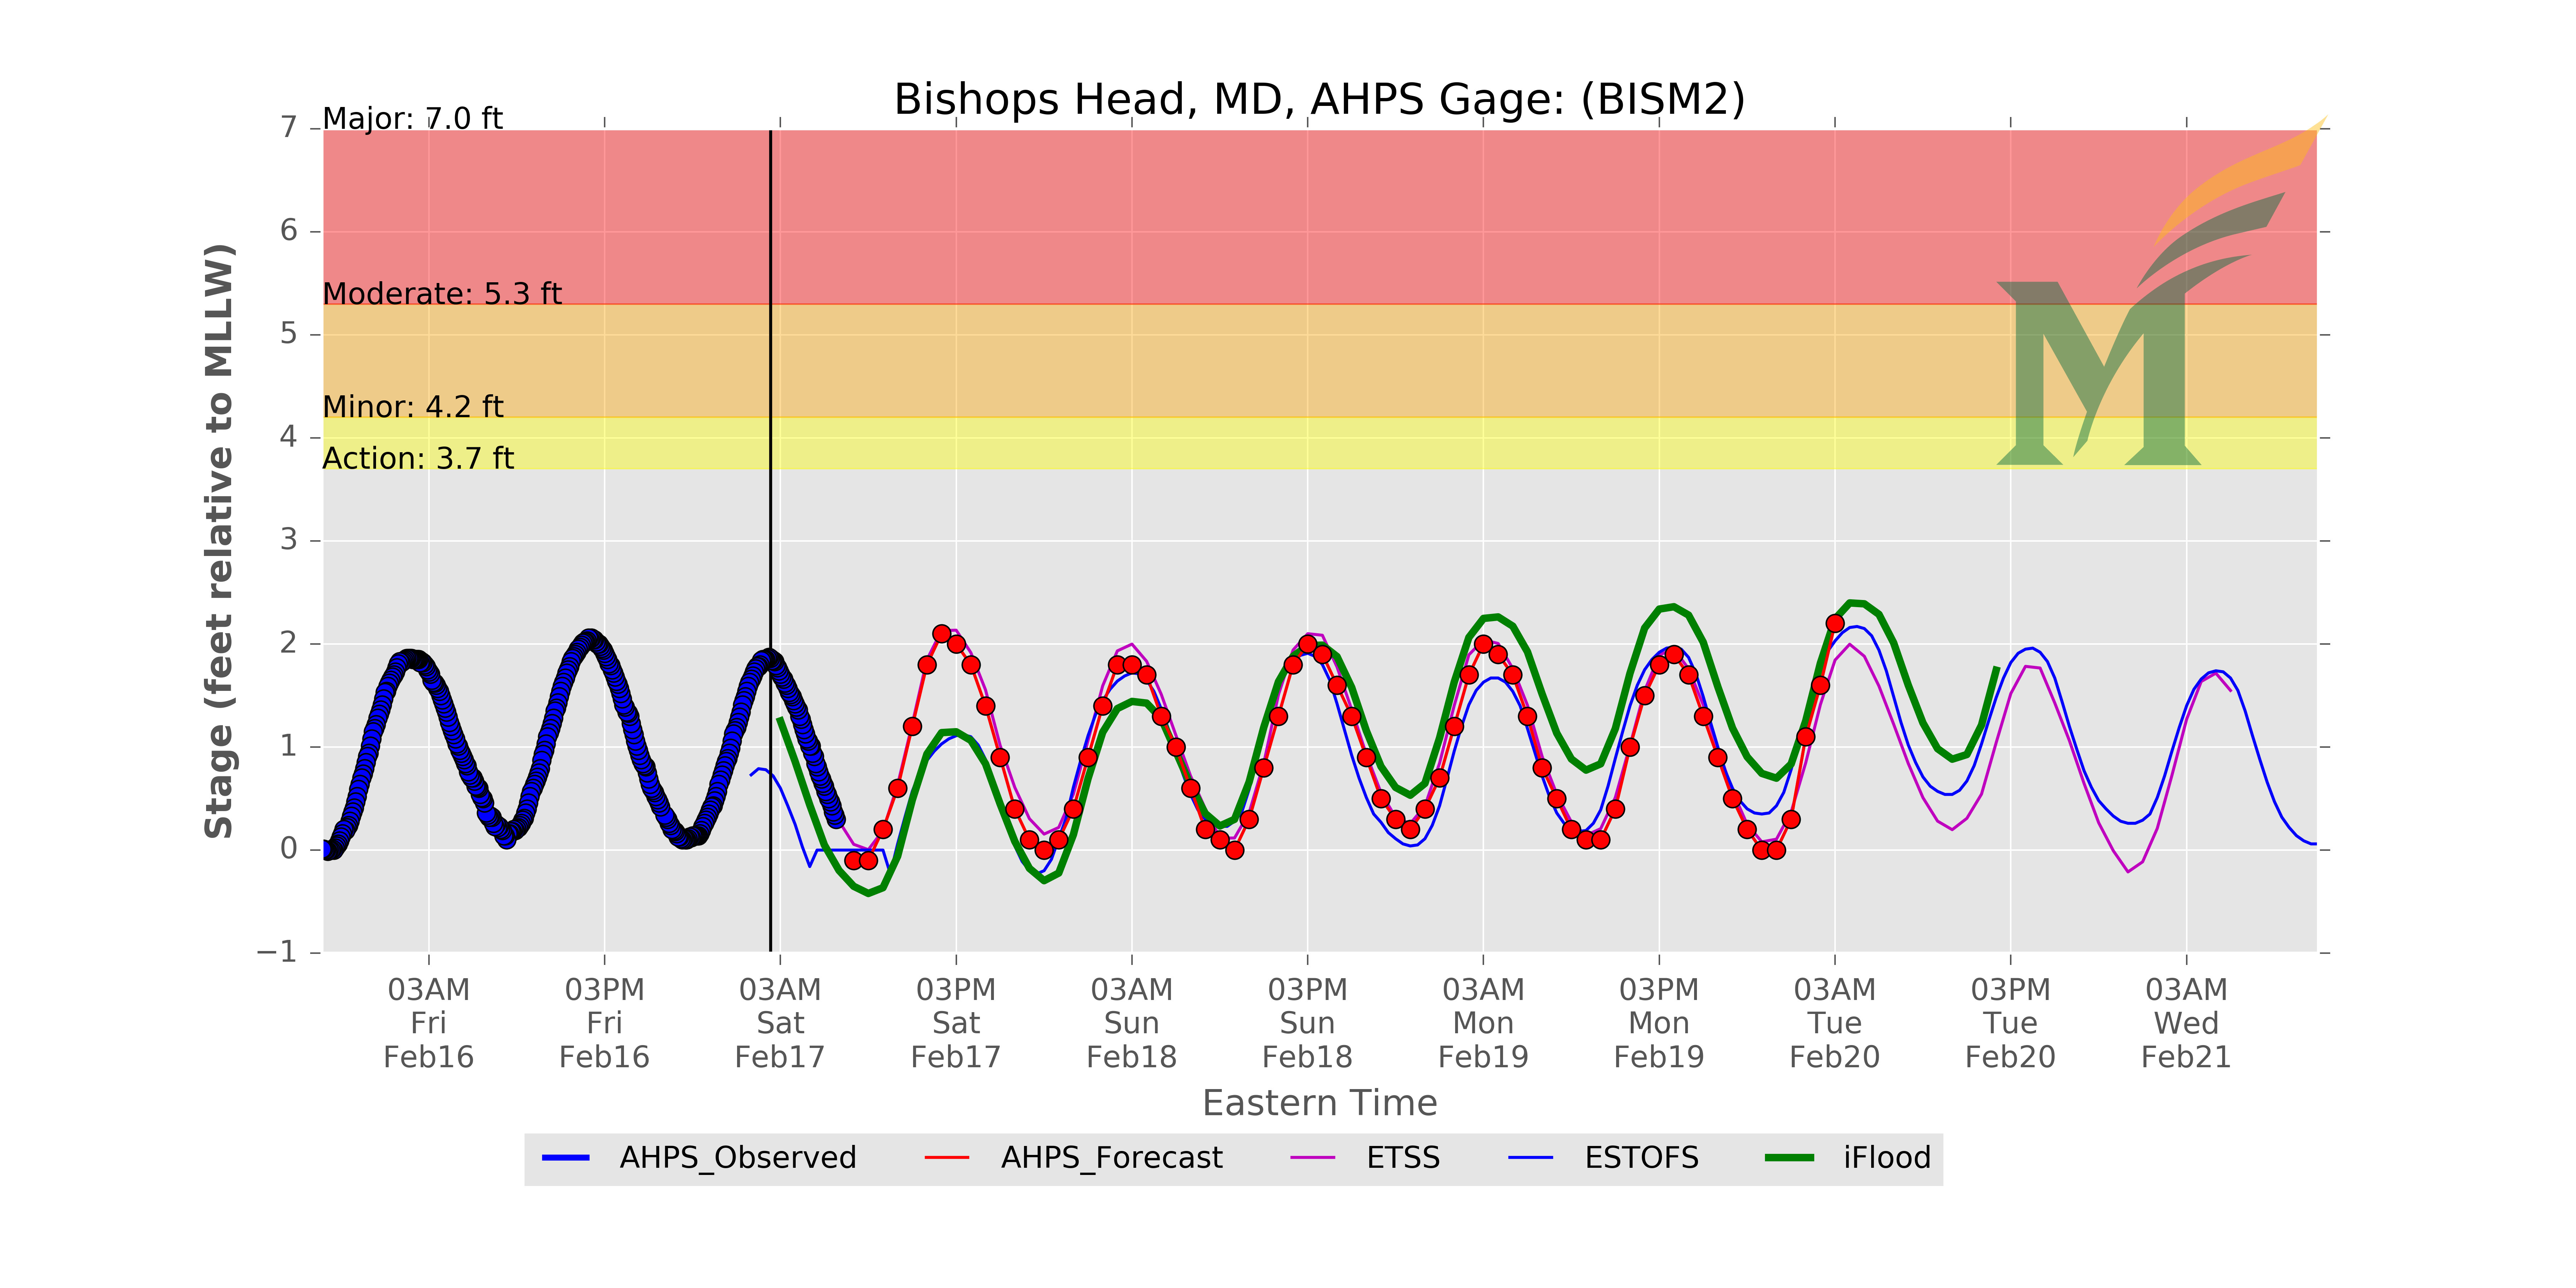 Bishops Head, MD, AHPS Gage: (BISM2)
Major: 7.0 ft
Moderate: 5.3 ft
Minor: 4.2 ft
Action: 3.7 ft
Stage (feet relative to MLLW)
7
6
5
4
3
2
1
0
−1
03AM 03PM 03AM 03PM 03AM 03PM 03AM 03PM 03AM 03PM 03AM
Fri Fri Sat Sat Sun Sun Mon Mon Tue Tue Wed
Feb16 Feb16 Feb17 Feb17 Feb18 Feb18 Feb19 Feb19 Feb20 Feb20 Feb21
Eastern Time
AHPS_Observed AHPS_Forecast ETSS ESTOFS iFlood
M